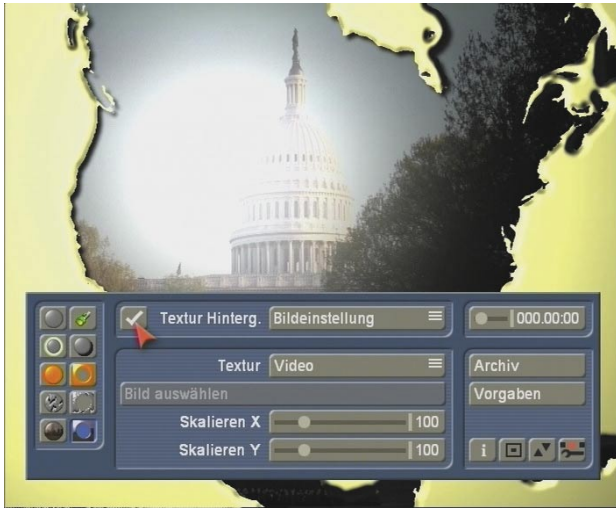 Textur Hinterg. Bildeinstellung 000.00:00
Textur Video Archiv
Bild auswählen Vorgaben
Skalieren X 100
Skalieren Y 100 i